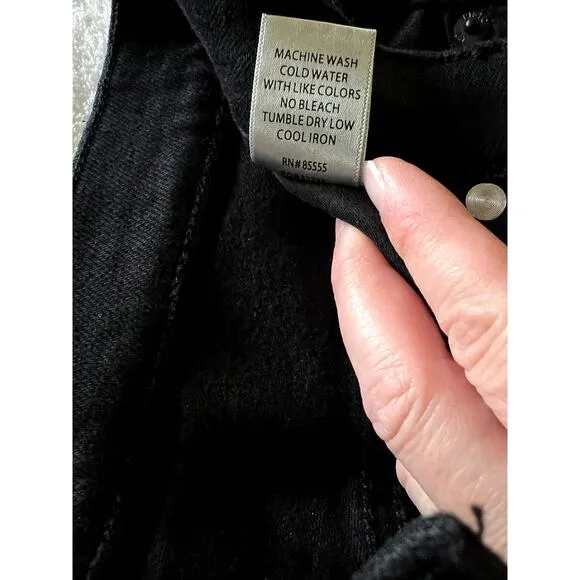 MACHINE WASH
COLD WATER
WITH LIKE COLORS
NO BLEACH
TUMBLE DRY LOW
COOL IRON
RN# 85555